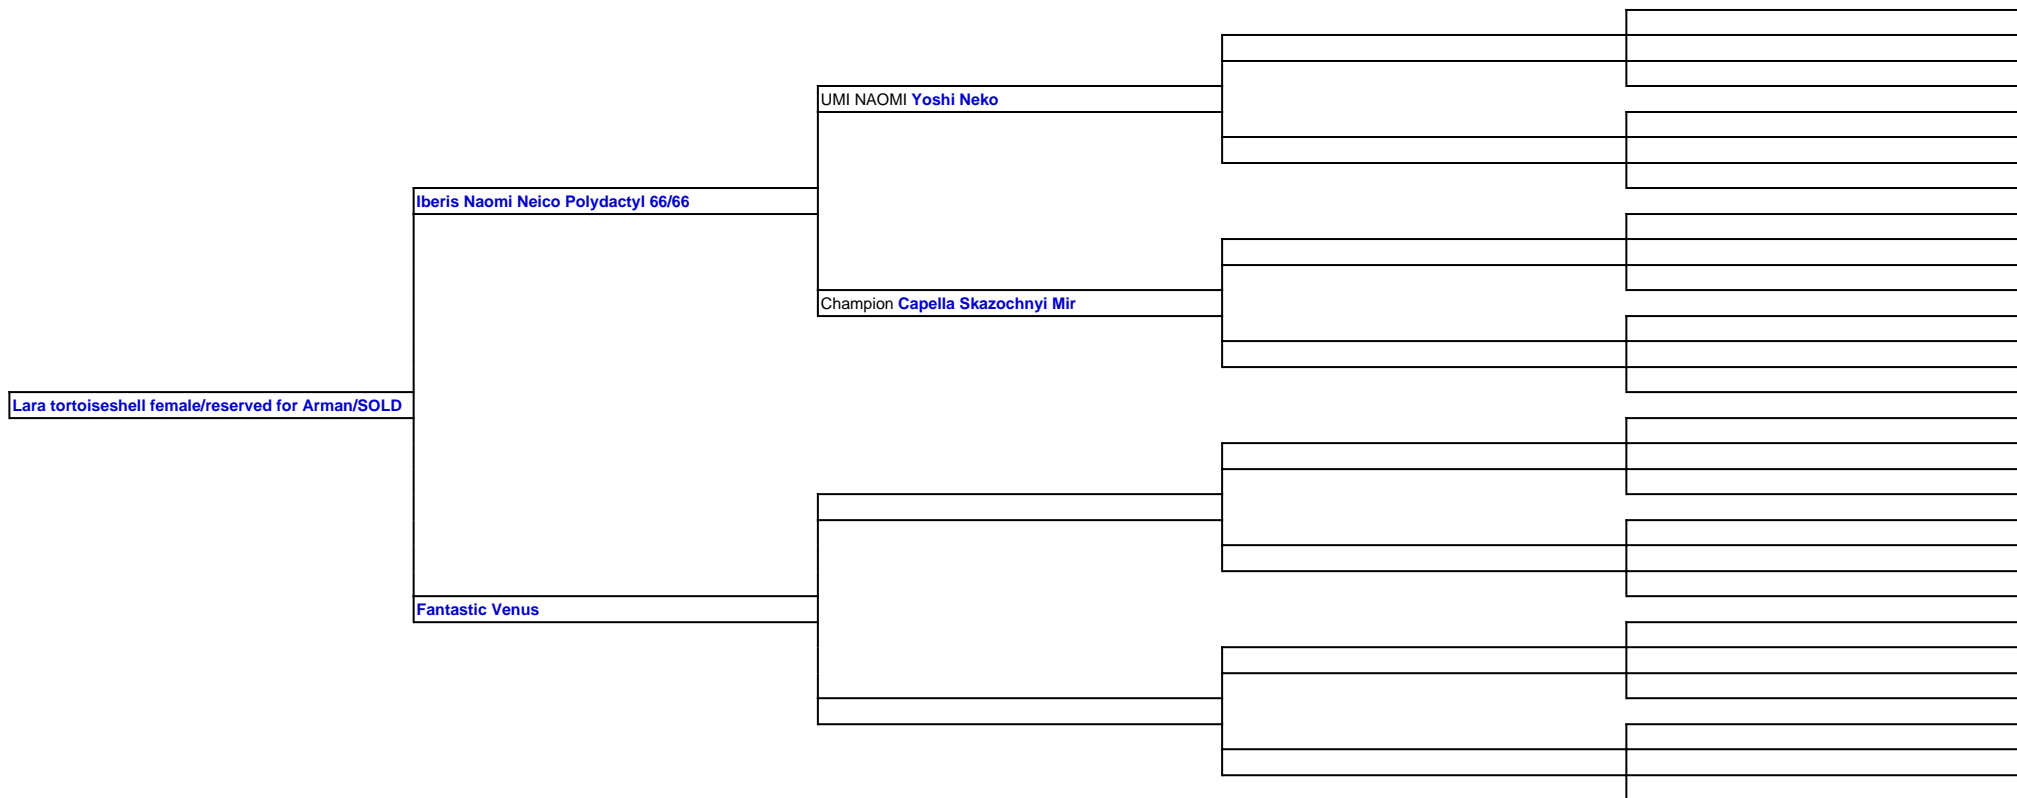 UMI NAOMI Yoshi Neko
Iberis Naomi Neico Polydactyl 66/66
Champion Capella Skazochnyi Mir
Lara tortoiseshell female/reserved for Arman/SOLD
Fantastic Venus